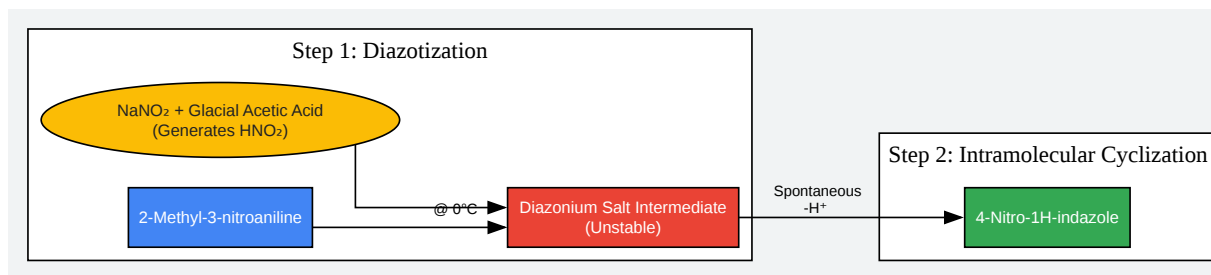 Step 1: Diazotization
NaNO₂ + Glacial Acetic Acid
(Generates HNO₂)
2-Methyl-3-nitroaniline
@ 0°C
Diazonium Salt Intermediate
(Unstable)
Spontaneous
-H⁺
Step 2: Intramolecular Cyclization
4-Nitro-1H-indazole